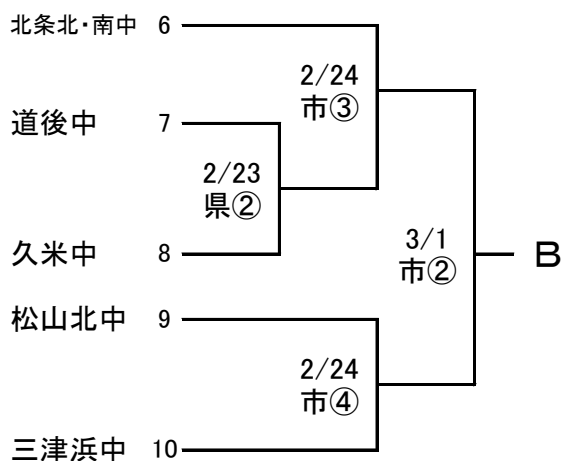 北条北・南中 6
2/24
市③
道後中 7
2/23
県②
久米中 8
3/1
市②
B
松山北中 9
2/24
市④
三津浜中 10